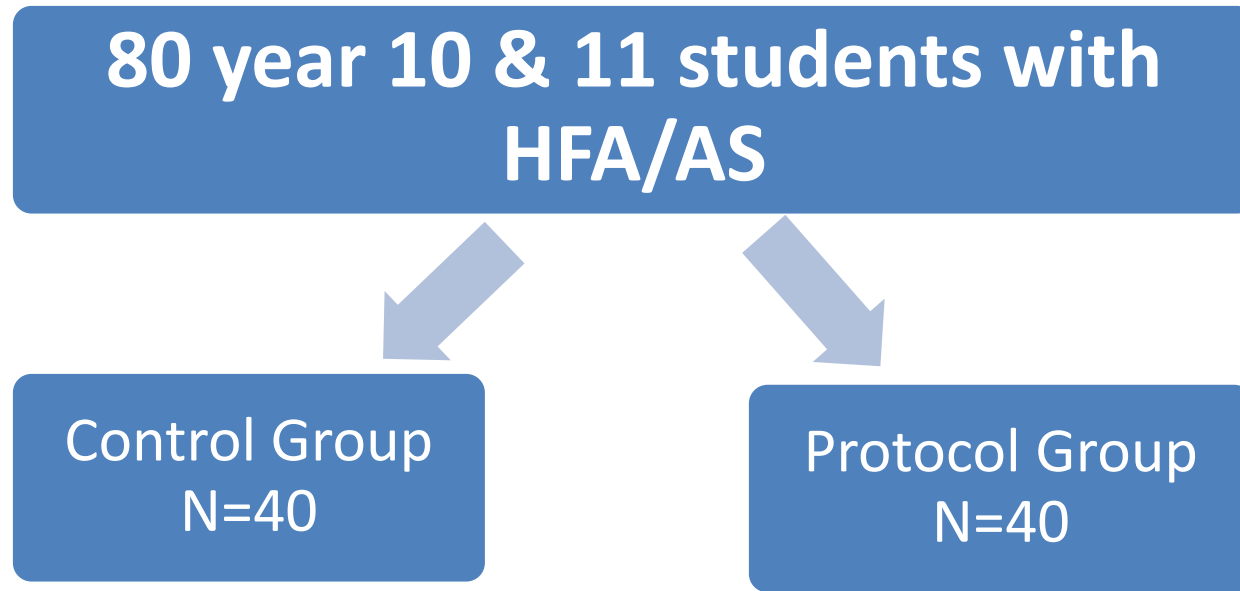 80 year 10 & 11 students with
HFA/AS
Control Group
N=40
Protocol Group
N=40